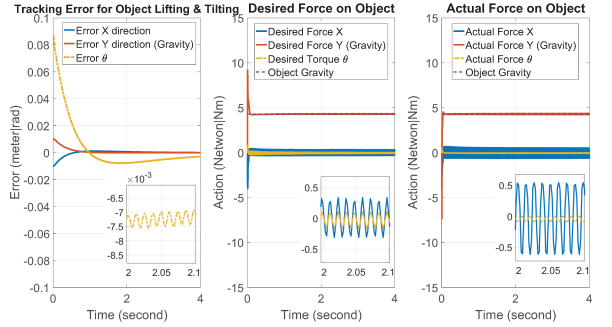 Tracking Error for Object Lifting & Tilting
0.1
0.08
0.06
0.04
0.02
0
-0.02
-0.04
-0.06
-0.08
-0.1
Error (meter|rad)
Error X direction
Error Y direction (Gravity)
Error θ
×10⁻³
-6.5
-7
-7.5
-8
-8.5
2 2.05 2.1
0 2 4
Time (second)
Desired Force on Object
15
10
5
0
-5
-10
-15
Action (Netwon|Nm)
Desired Force X
Desired Force Y (Gravity)
Desired Torque θ
Object Gravity
0.5
0
-0.5
2 2.05 2.1
0 2 4
Time (second)
Actual Force on Object
15
10
5
0
-5
-10
-15
Action (Netwon|Nm)
Actual Force X
Actual Force Y (Gravity)
Actual Force θ
Object Gravity
0.5
0
-0.5
2 2.05 2.1
0 2 4
Time (second)